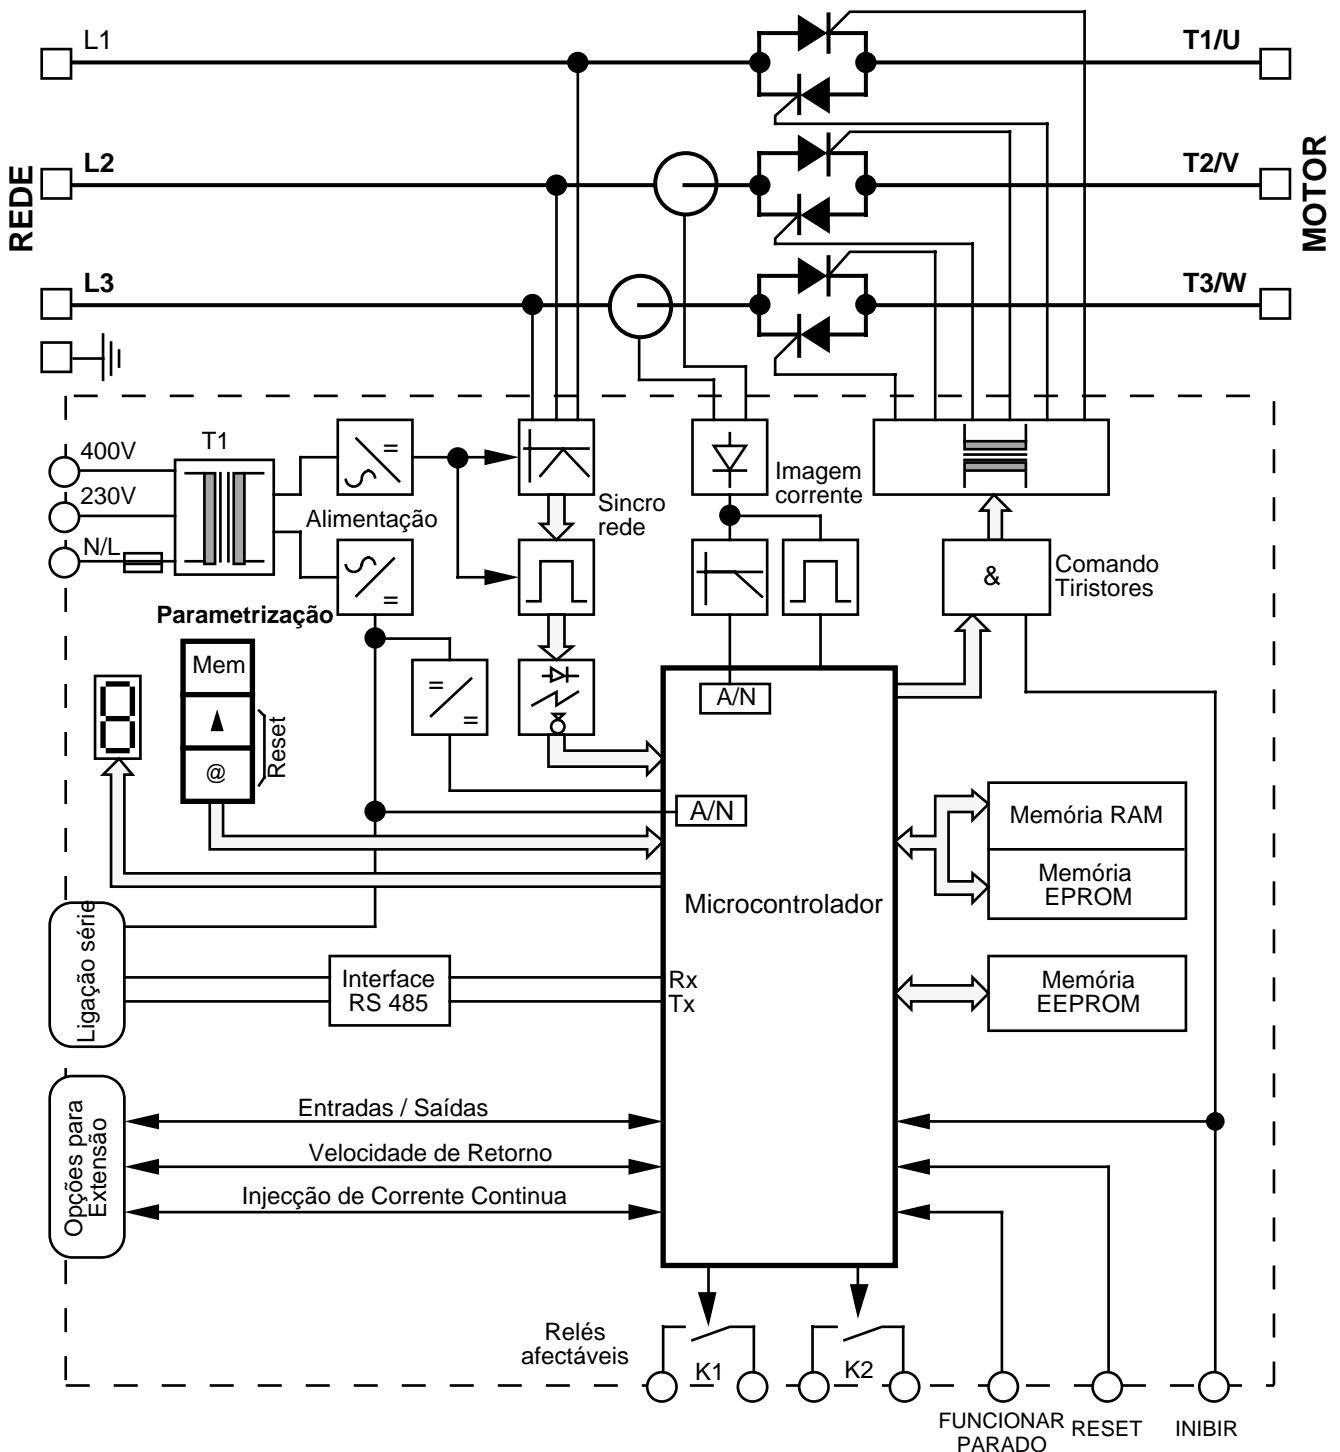 L1
T1/U
REDE
L2
T2/V
MOTOR
L3
T3/W
400V
T1
=
230V
Alimentação
N/L
=
Sincro
rede
Imagem
corrente
&
Comando
Tiristores
Parametrização
Mem
@
Reset
=
=
A/N
A/N
Memória RAM
Memória
EPROM
Microcontrolador
Ligação série
Interface
RS 485
Rx
Tx
Memória
EEPROM
Opções para
Extensão
Entradas / Saídas
Velocidade de Retorno
Injecção de Corrente Continua
Relés
afectáveis
K1
K2
FUNCIONAR
PARADO
RESET
INIBIR